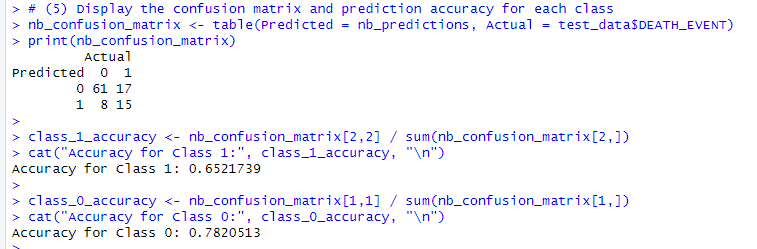 > # (5) Display the confusion matrix and prediction accuracy for each class
> nb_confusion_matrix <- table(Predicted = nb_predictions, Actual = test_data$DEATH_EVENT)
> print(nb_confusion_matrix)
         Actual
Predicted  0  1
        0 61 17
        1  8 15
>
> class_1_accuracy <- nb_confusion_matrix[2,2] / sum(nb_confusion_matrix[2,])
> cat("Accuracy for Class 1:", class_1_accuracy, "\n")
Accuracy for Class 1: 0.6521739
>
> class_0_accuracy <- nb_confusion_matrix[1,1] / sum(nb_confusion_matrix[1,])
> cat("Accuracy for Class 0:", class_0_accuracy, "\n")
Accuracy for Class 0: 0.7820513
>